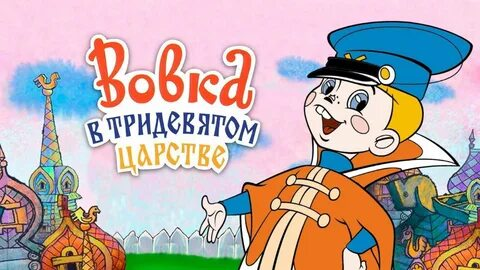 Вовка
в тридевятом
царстве